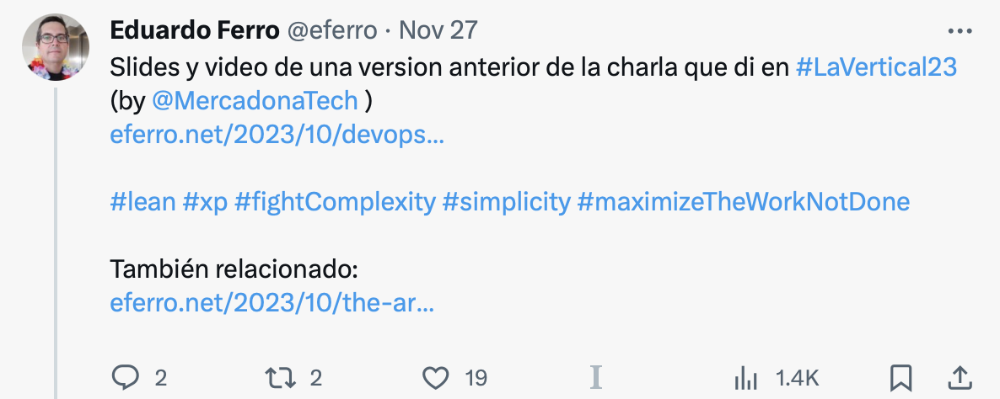 Eduardo Ferro @eferro · Nov 27
Slides y video de una version anterior de la charla que di en #LaVertical23
(by @MercadonaTech )
eferro.net/2023/10/devops...
#lean #xp #fightComplexity #simplicity #maximizeTheWorkNotDone
También relacionado:
eferro.net/2023/10/the-ar...
2 2 19 I 1.4K